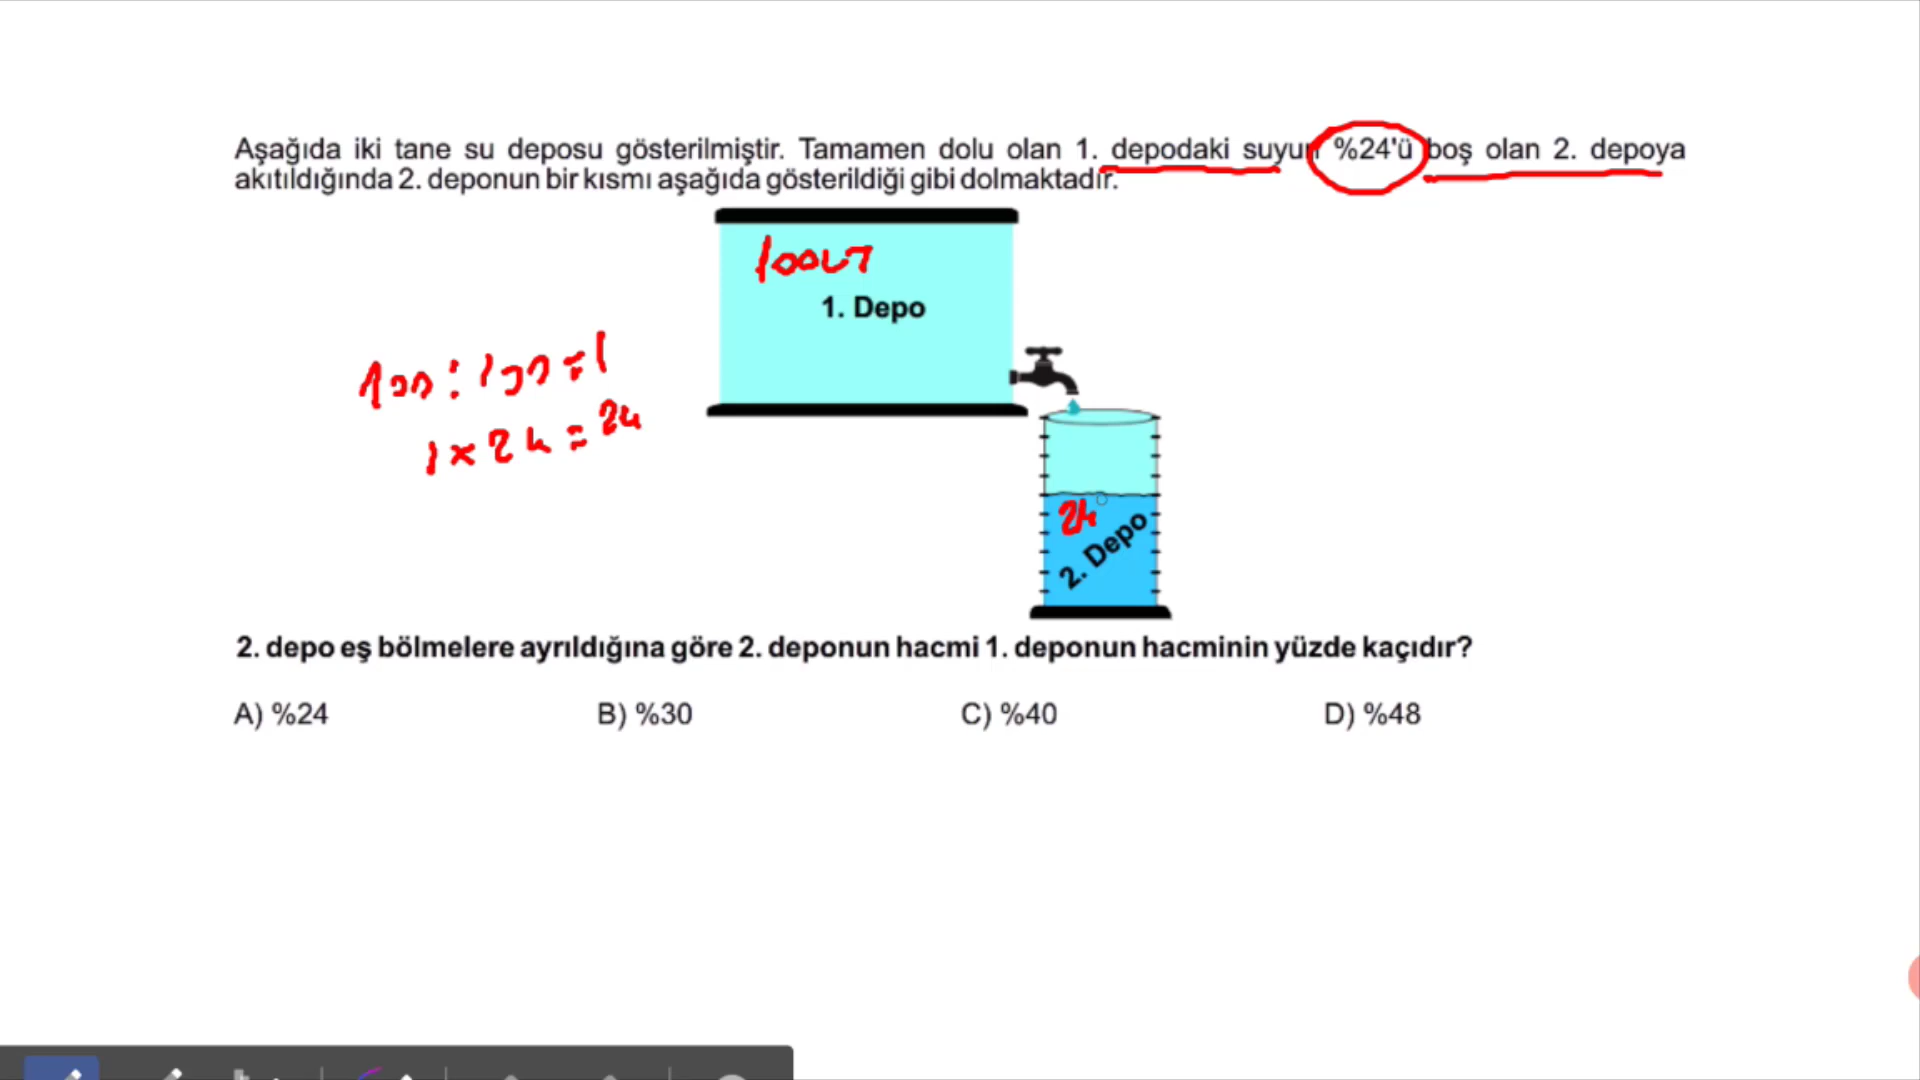 Aşağıda iki tane su deposu gösterilmiştir. Tamamen dolu olan 1. depodaki suyun %24'ü boş olan 2. depoya
akıtıldığında 2. deponun bir kısmı aşağıda gösterildiği gibi dolmaktadır.
100LT
1. Depo
100 : 100 = 1
1 x 24 = 24
24
2. Depo
2. depo eş bölmelere ayrıldığına göre 2. deponun hacmi 1. deponun hacminin yüzde kaçıdır?
A) %24 B) %30 C) %40 D) %48